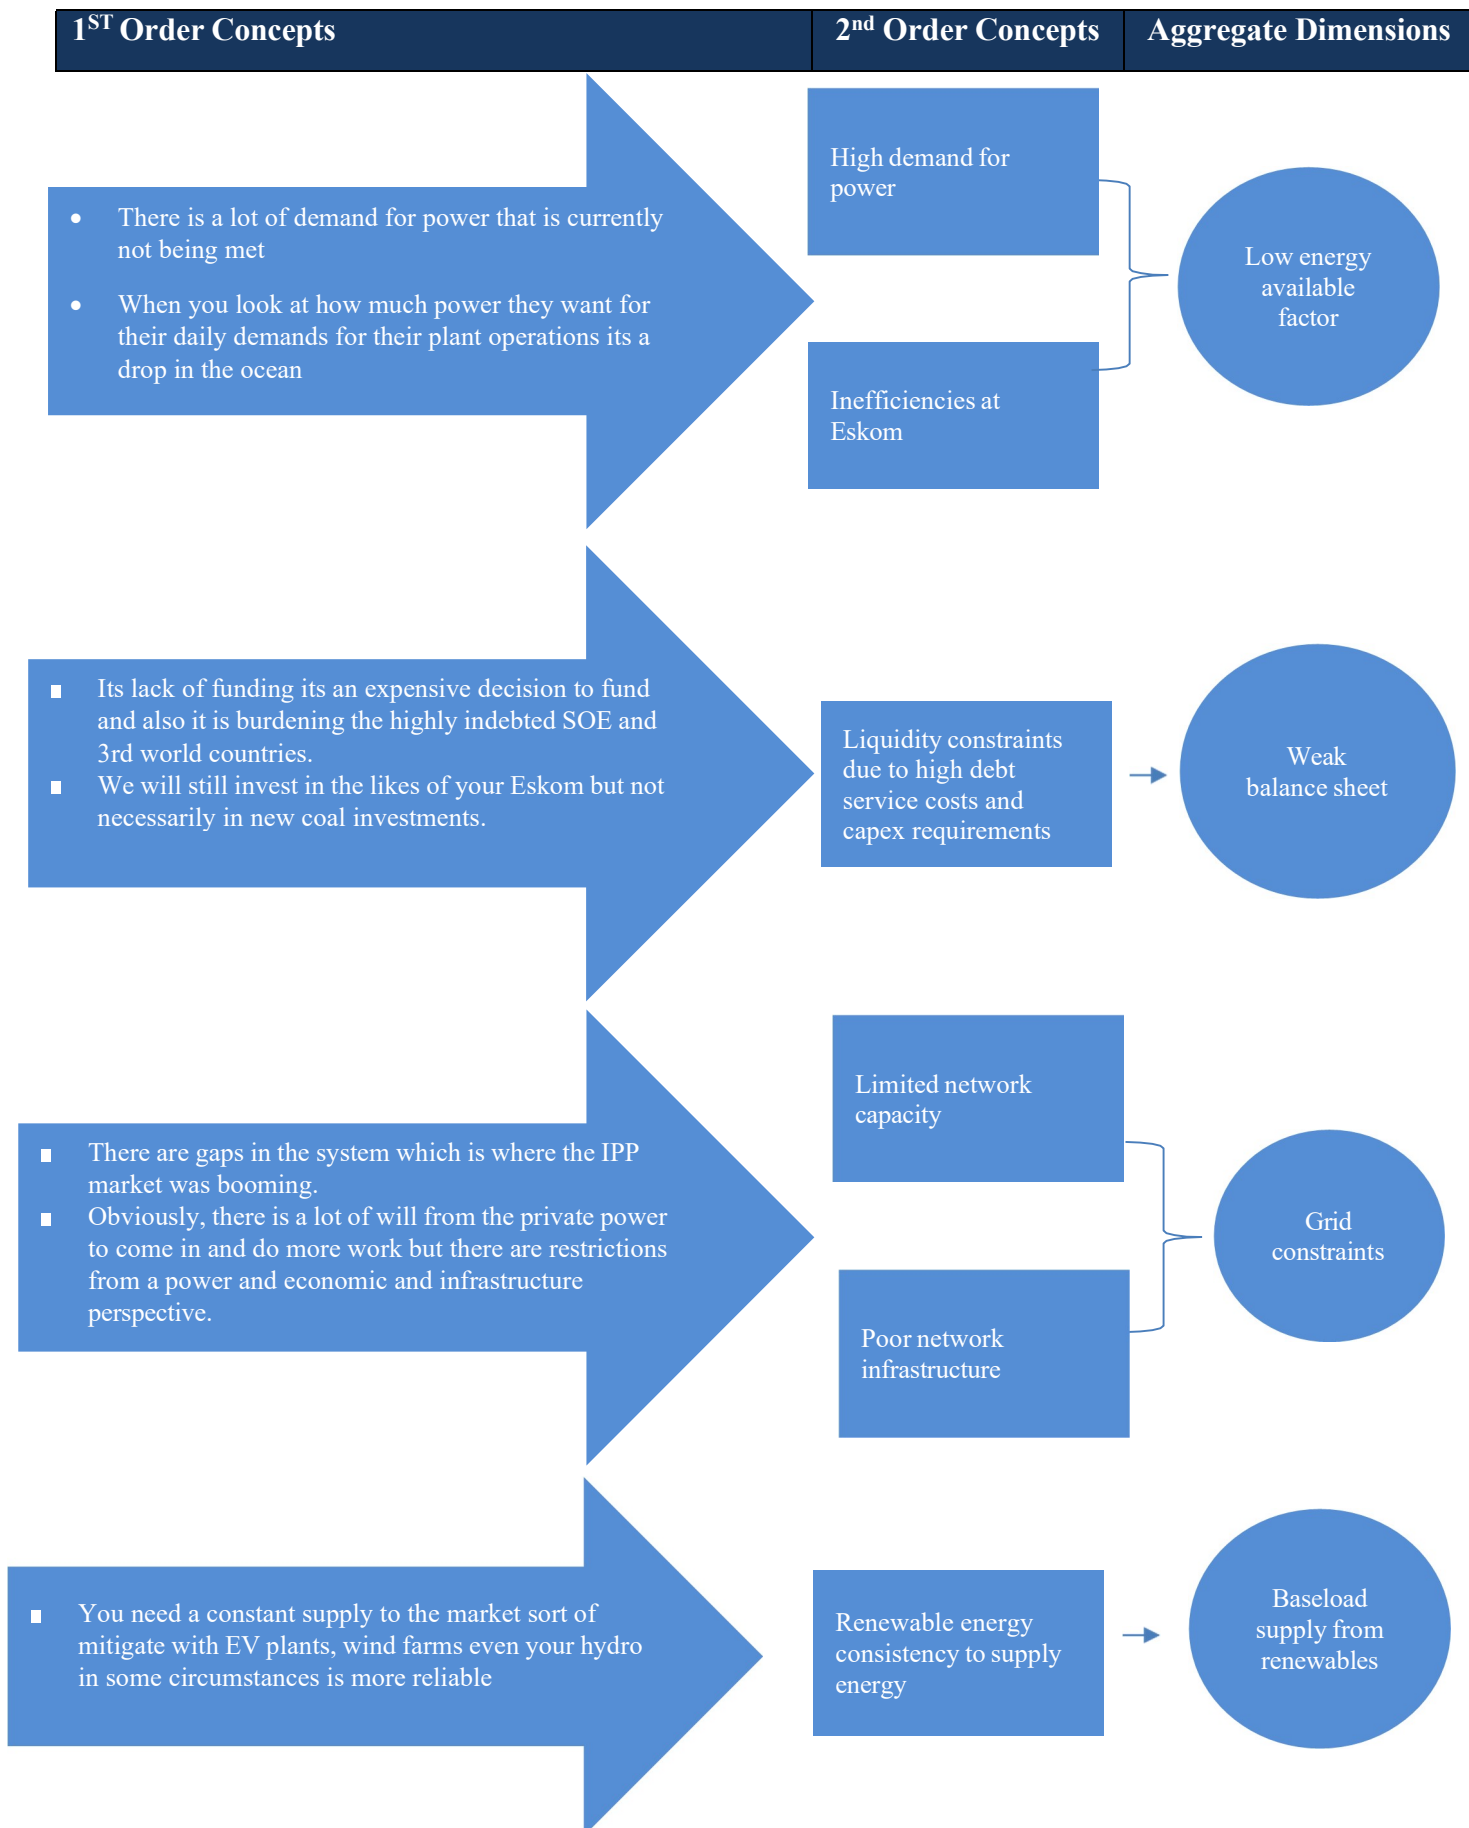 1ST Order Concepts
2nd Order Concepts
Aggregate Dimensions
• There is a lot of demand for power that is currently
not being met
• When you look at how much power they want for
their daily demands for their plant operations its a
drop in the ocean
High demand for
power
Inefficiencies at
Eskom
Low energy
available
factor
▪ Its lack of funding its an expensive decision to fund
and also it is burdening the highly indebted SOE and
3rd world countries.
▪ We will still invest in the likes of your Eskom but not
necessarily in new coal investments.
Liquidity constraints
due to high debt
service costs and
capex requirements
Weak
balance sheet
▪ There are gaps in the system which is where the IPP
market was booming.
▪ Obviously, there is a lot of will from the private power
to come in and do more work but there are restrictions
from a power and economic and infrastructure
perspective.
Limited network
capacity
Poor network
infrastructure
Grid
constraints
▪ You need a constant supply to the market sort of
mitigate with EV plants, wind farms even your hydro
in some circumstances is more reliable
Renewable energy
consistency to supply
energy
Baseload
supply from
renewables